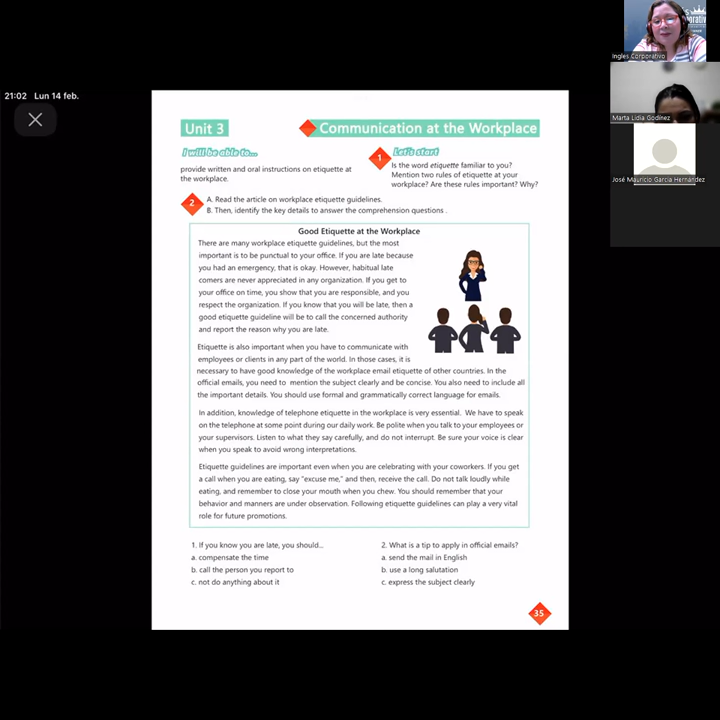 21:02 Lun 14 feb.
Unit 3
Communication at the Workplace
I will be able to...
provide written and oral instructions on etiquette at
the workplace.
1
Let's start
Is the word etiquette familiar to you?
Mention two rules of etiquette at your
workplace? Are these rules important? Why?
2
A. Read the article on workplace etiquette guidelines.
B. Then, identify the key details to answer the comprehension questions .
Good Etiquette at the Workplace
There are many workplace etiquette guidelines, but the most
important is to be punctual to your office. If you are late because
you had an emergency, that is okay. However, habitual late
comers are never appreciated in any organization. If you get to
your office on time, you show that you are responsible, and you
respect the organization. If you know that you will be late, then a
good etiquette guideline will be to call the concerned authority
and report the reason why you are late.
Etiquette is also important when you have to communicate with
employees or clients in any part of the world. In those cases, it is
necessary to have good knowledge of the workplace email etiquette of other countries. In the
official emails, you need to mention the subject clearly and be concise. You also need to include all
the important details. You should use formal and grammatically correct language for emails.
In addition, knowledge of telephone etiquette in the workplace is very essential. We have to speak
on the telephone at some point during our daily work. Be polite when you talk to your employees or
your supervisors. Listen to what they say carefully, and do not interrupt. Be sure your voice is clear
when you speak to avoid wrong interpretations.
Etiquette guidelines are important even when you are celebrating with your coworkers. If you get
a call when you are eating, say "excuse me," and then, receive the call. Do not talk loudly while
eating, and remember to close your mouth when you chew. You should remember that your
behavior and manners are under observation. Following etiquette guidelines can play a very vital
role for future promotions.
1. If you know you are late, you should...
a. compensate the time
b. call the person you report to
c. not do anything about it
2. What is a tip to apply in official emails?
a. send the mail in English
b. use a long salutation
c. express the subject clearly
35
Ingles Corporativo
Marta Lidia Godínez
José Mauricio García Hernández